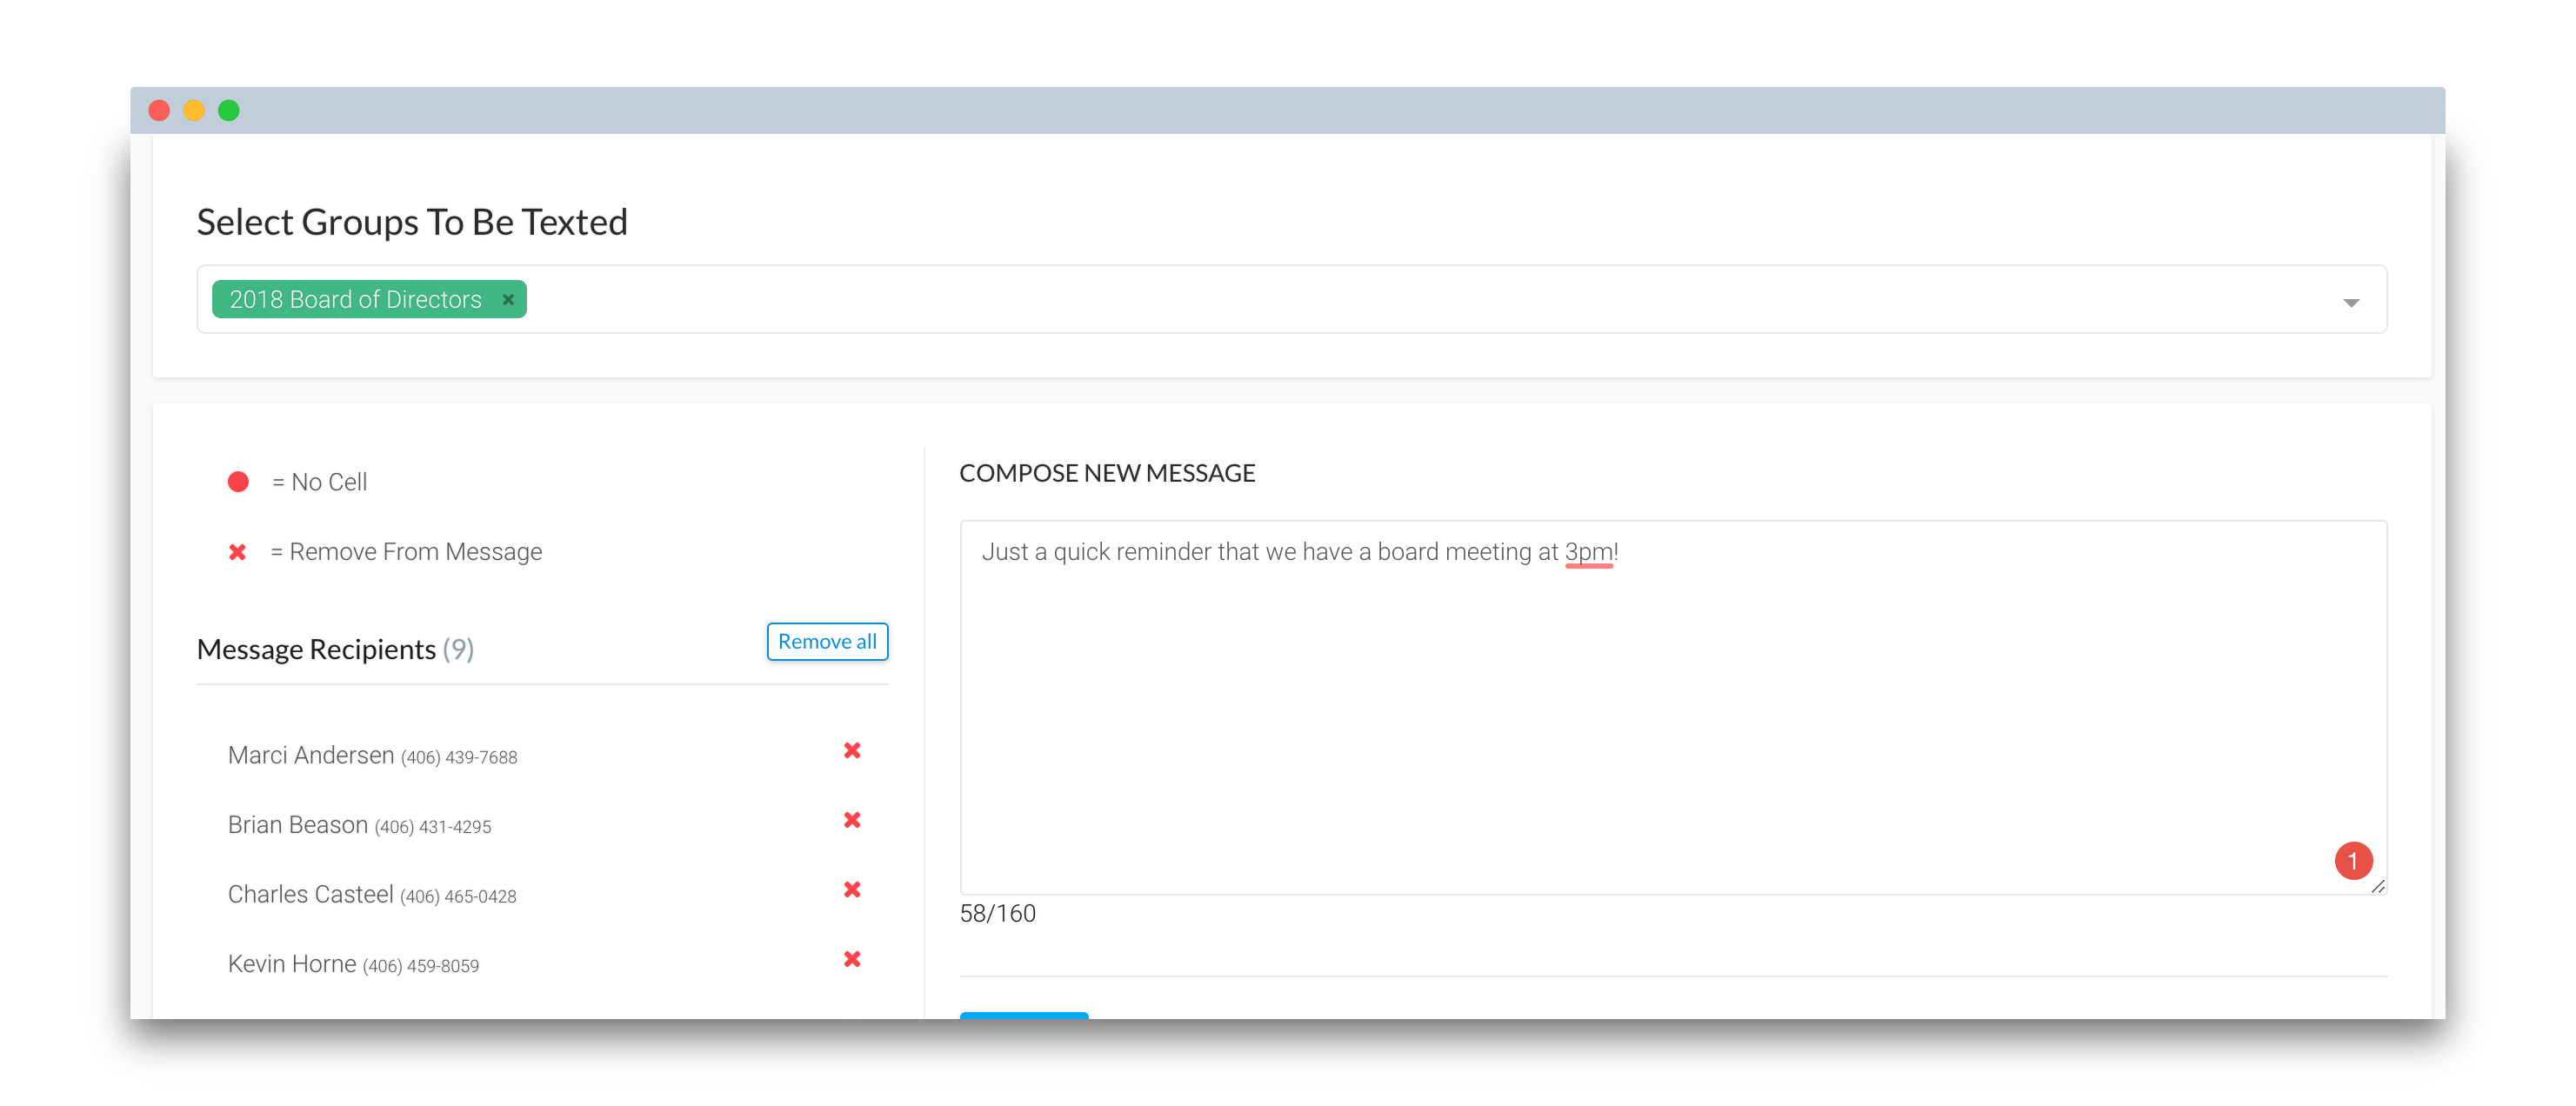 Select Groups To Be Texted
2018 Board of Directors ×
= No Cell
= Remove From Message
Message Recipients (9)
Remove all
Marci Andersen (406) 439-7688
Brian Beason (406) 431-4295
Charles Casteel (406) 465-0428
Kevin Horne (406) 459-8059
COMPOSE NEW MESSAGE
Just a quick reminder that we have a board meeting at 3pm!
1
58/160